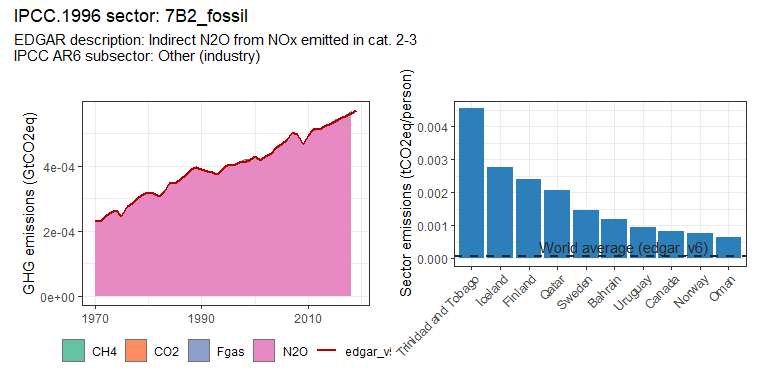 IPCC.1996 sector: 7B2_fossil
EDGAR description: Indirect N2O from NOx emitted in cat. 2-3
IPCC AR6 subsector: Other (industry)
GHG emissions (GtCO2eq)
4e-04
2e-04
0e+00
1970
1990
2010
CH4
CO2
Fgas
N2O
edgar_v5
Sector emissions (tCO2eq/person)
0.004
0.003
0.002
0.001
0.000
World average (edgar_v6)
Trinidad and Tobago
Iceland
Finland
Qatar
Sweden
Bahrain
Uruguay
Canada
Norway
Oman